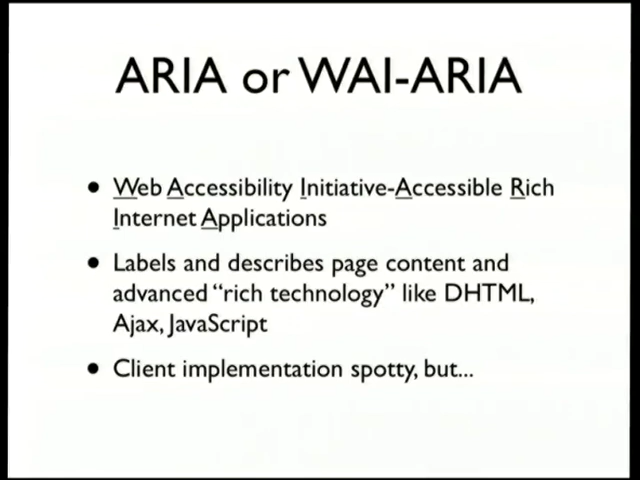 ARIA or WAI-ARIA
• Web Accessibility Initiative-Accessible Rich
Internet Applications
• Labels and describes page content and
advanced “rich technology” like DHTML,
Ajax, JavaScript
• Client implementation spotty, but...